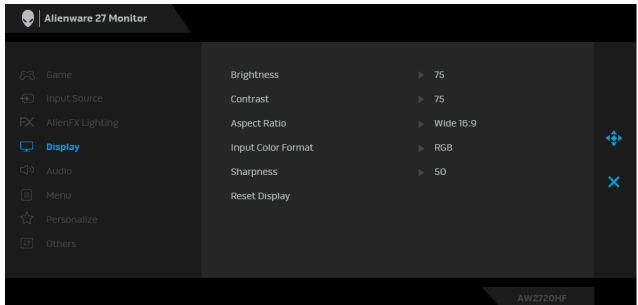 Alienware 27 Monitor
Game
Input Source
FX AlienFX Lighting
Display
Audio
Menu
Personalize
Others
Brightness 75
Contrast 75
Aspect Ratio Wide 16:9
Input Color Format RGB
Sharpness 50
Reset Display
AW2720HF